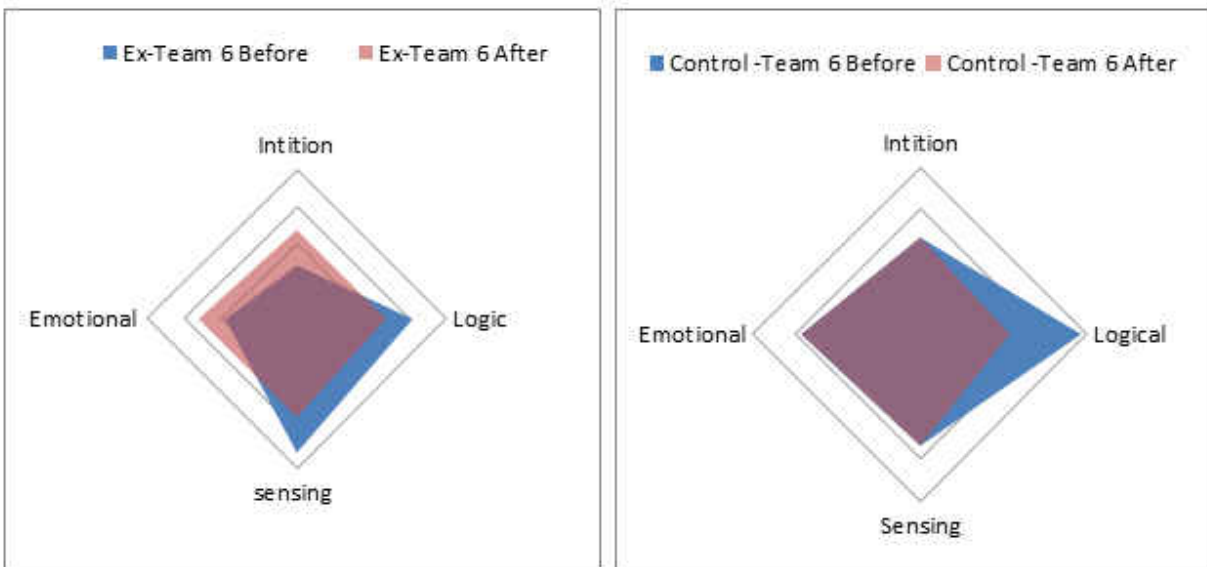 Ex-Team 6 Before Ex-Team 6 After
Intition
Emotional Logic
sensing
Control -Team 6 Before Control -Team 6 After
Intition
Emotional Logical
Sensing